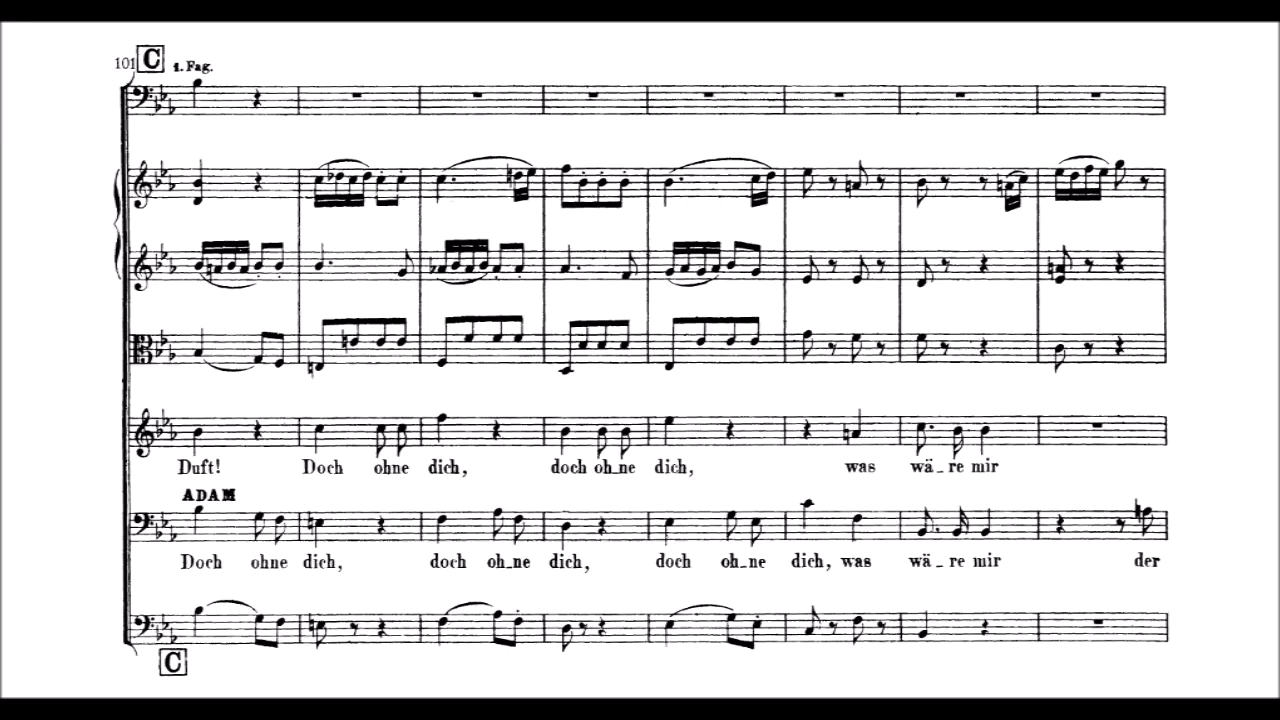 101 C 1. Fag.
Duft! Doch ohne dich, doch oh_ne dich, was wä_re mir
ADAM
Doch ohne dich, doch oh_ne dich, doch oh_ne dich, was wä_re mir der
C